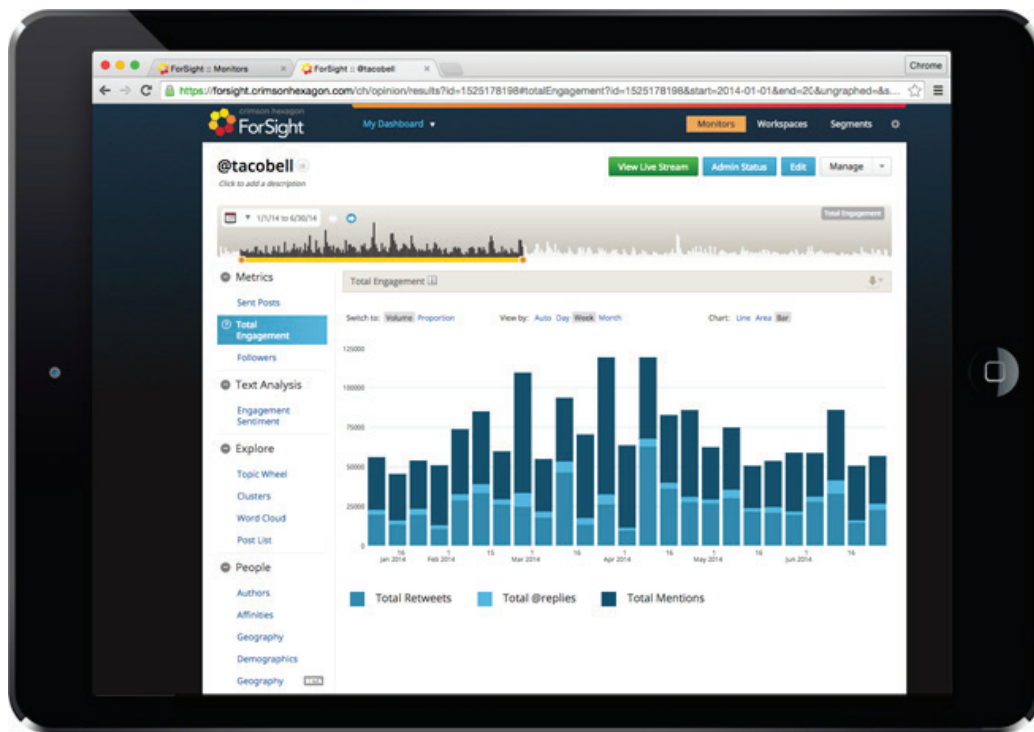 ForSight :: Monitors
ForSight :: @tacobell
Chrome
https://forsight.crimsonhexagon.com/ch/opinion/results?id=1525178198#totalEngagement?id=1525178198&start=2014-01-01&end=20&ungraphed=&s...
crimson hexagon
ForSight
My Dashboard
Monitors
Workspaces
Segments
@tacobell
Click to add a description
View Live Stream
Admin Status
Edit
Manage
1/1/14 to 6/30/14
Total Engagement
Metrics
Sent Posts
Total
Engagement
Followers
Text Analysis
Engagement
Sentiment
Explore
Topic Wheel
Clusters
Word Cloud
Post List
People
Authors
Affinities
Geography
Demographics
Geography
Total Engagement
Switch to: Volume Proportion
View by: Auto Day Week Month
Chart: Line Area Bar
125000
100000
75000
50000
25000
0
16 1 15 1 16 1 16 1 16 1 16
Jan 2014 Feb 2014 Mar 2014 Apr 2014 May 2014 Jun 2014
Total Retweets
Total @replies
Total Mentions